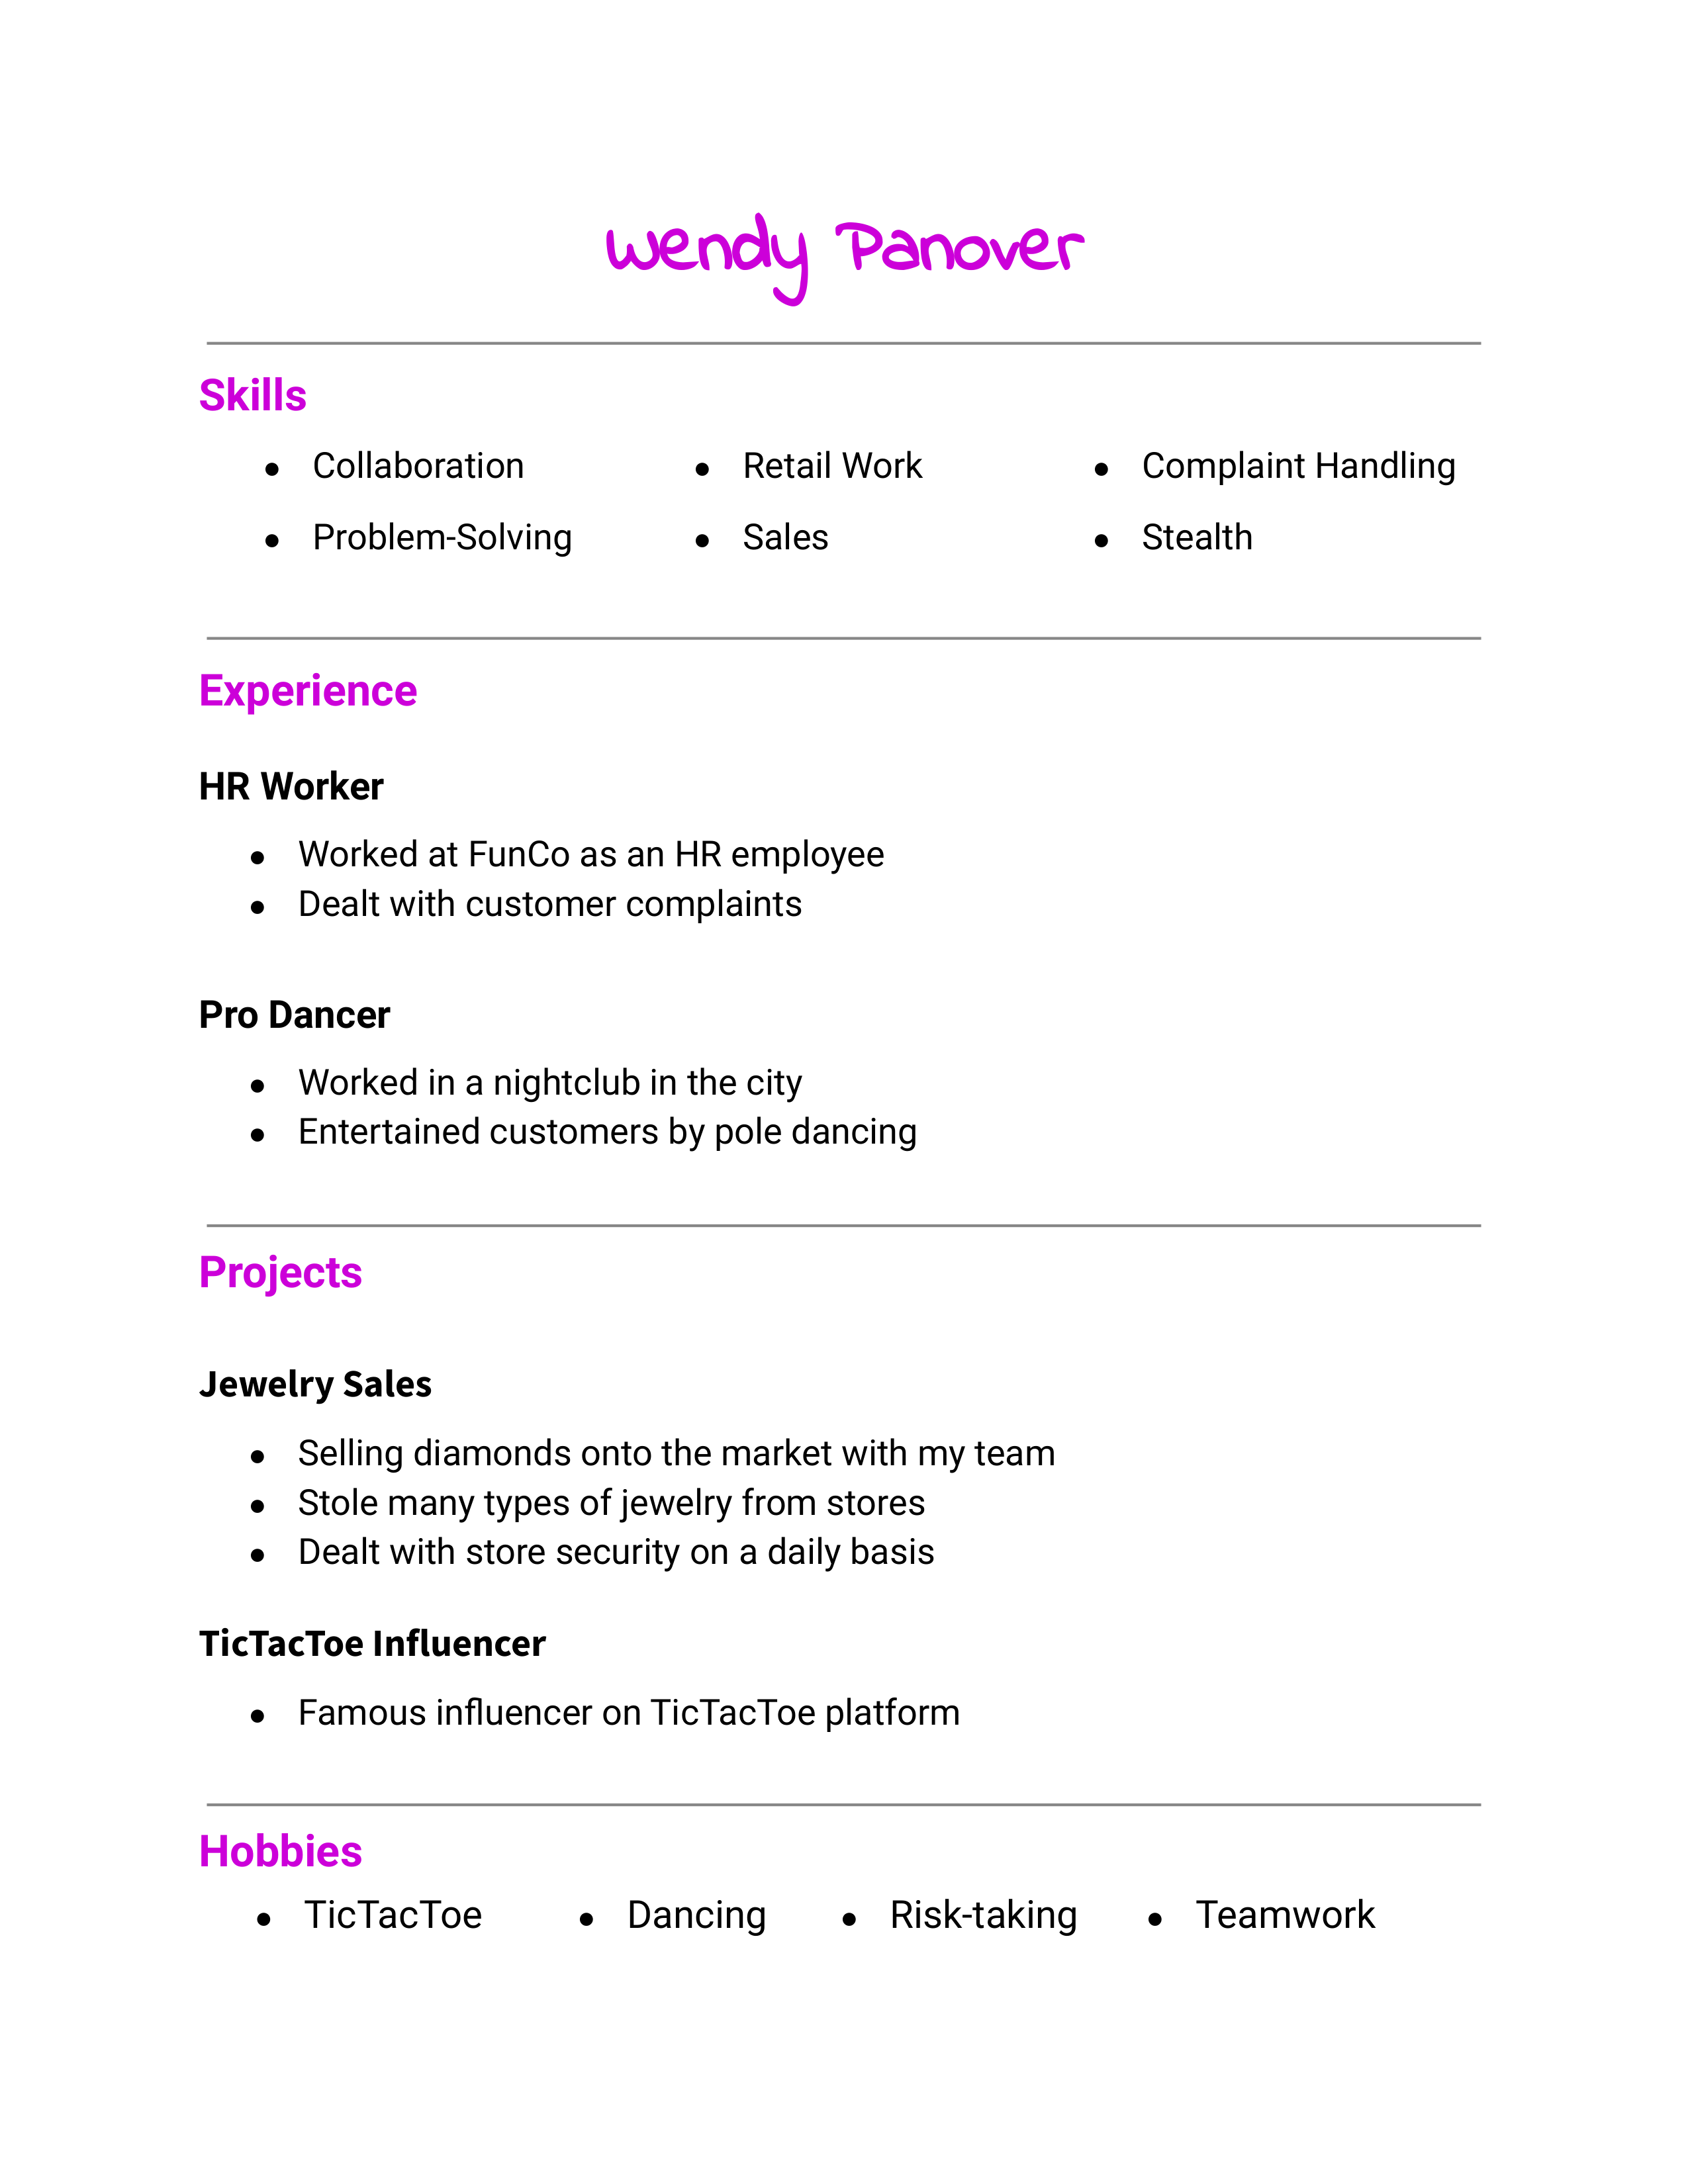 Wendy Panover
Skills
● Collaboration ● Retail Work ● Complaint Handling
● Problem-Solving ● Sales ● Stealth
Experience
HR Worker
● Worked at FunCo as an HR employee
● Dealt with customer complaints
Pro Dancer
● Worked in a nightclub in the city
● Entertained customers by pole dancing
Projects
Jewelry Sales
● Selling diamonds onto the market with my team
● Stole many types of jewelry from stores
● Dealt with store security on a daily basis
TicTacToe Influencer
● Famous influencer on TicTacToe platform
Hobbies
● TicTacToe ● Dancing ● Risk-taking ● Teamwork